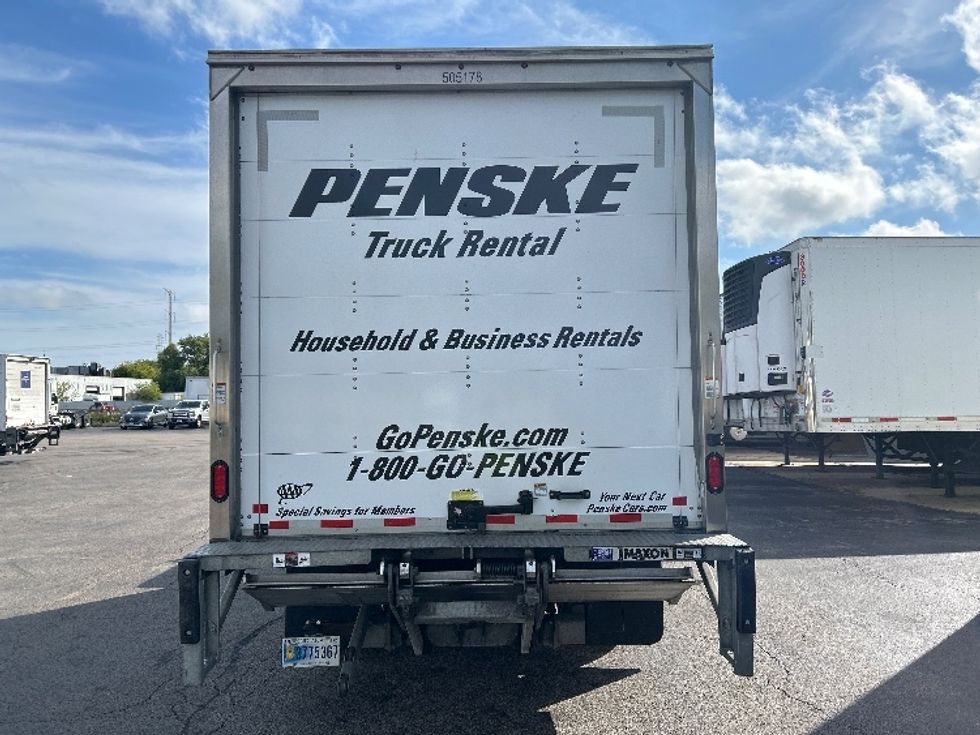 505178
PENSKE
Truck Rental
Household & Business Rentals
GoPenske.com
1-800-GO-PENSKE
AAA
Special Savings for Members
Your Next Car
PenskeCars.com
MAXON
3775367